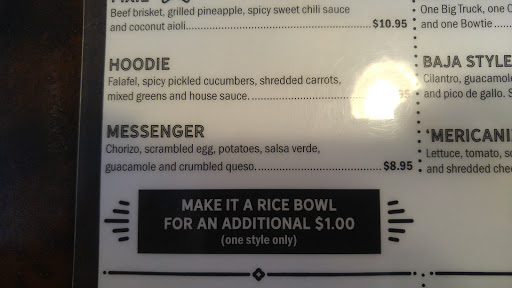 Beef brisket, grilled pineapple, spicy sweet chili sauce
and coconut aioli $10.95
HOODIE
Falafel, spicy pickled cucumbers, shredded carrots,
mixed greens and house sauce.
MESSENGER
Chorizo, scrambled egg, potatoes, salsa verde,
guacamole and crumbled queso. $8.95
MAKE IT A RICE BOWL
FOR AN ADDITIONAL $1.00
(one style only)
One Big Truck, one
and one Bowtie
BAJA STYLE
Cilantro, guacamole
and pico de gallo.
'MERICAN
Lettuce, tomato,
and shredded